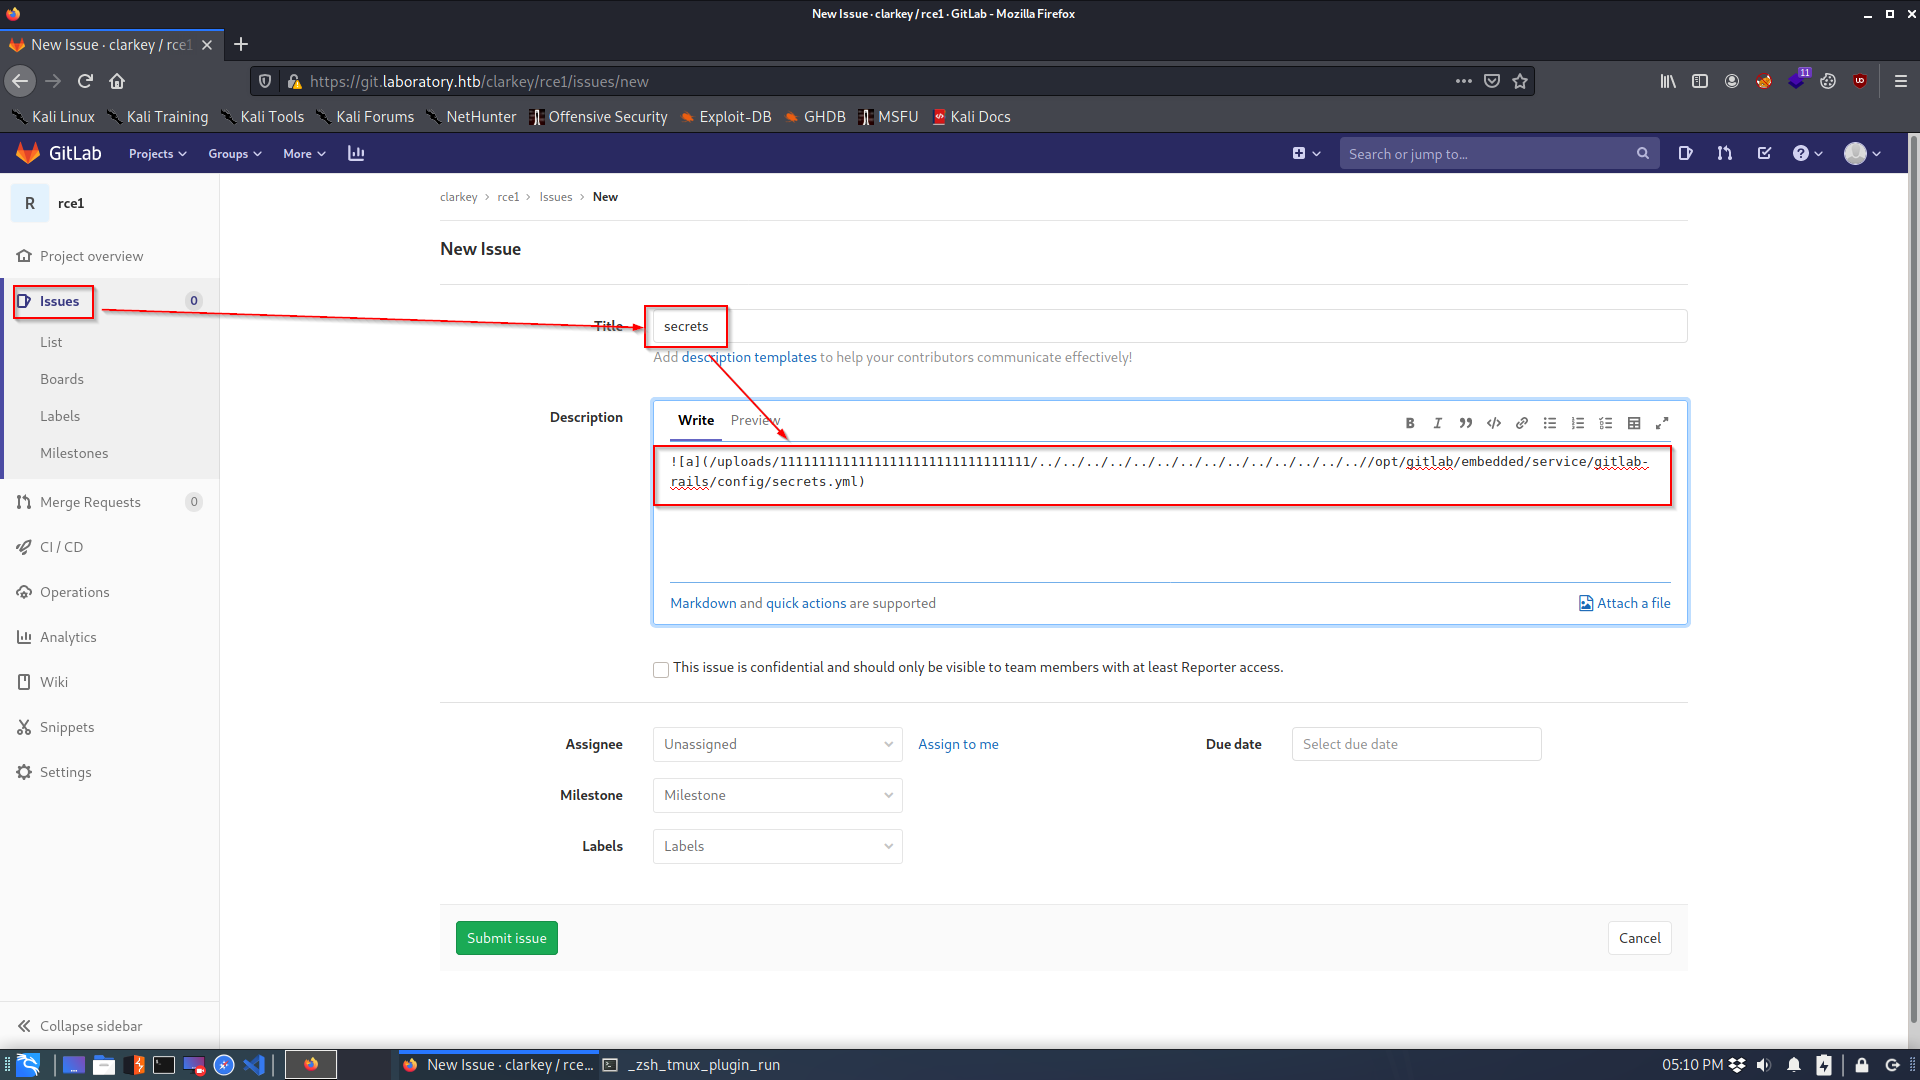 New Issue · clarkey / rce1 · GitLab - Mozilla Firefox
New Issue · clarkey / rce1
https://git.laboratory.htb/clarkey/rce1/issues/new
11
Kali Linux
Kali Training
Kali Tools
Kali Forums
NetHunter
Offensive Security
Exploit-DB
GHDB
MSFU
Kali Docs
GitLab
Projects
Groups
More
Search or jump to...
R
rce1
Project overview
Issues
0
List
Boards
Labels
Milestones
Merge Requests
0
CI / CD
Operations
Analytics
Wiki
Snippets
Settings
Collapse sidebar
clarkey > rce1 > Issues > New
New Issue
Title
secrets
Add description templates to help your contributors communicate effectively!
Description
Write
Preview
rails/config/secrets.yml)
Markdown and quick actions are supported
Attach a file
This issue is confidential and should only be visible to team members with at least Reporter access.
Assignee
Unassigned
Assign to me
Due date
Select due date
Milestone
Milestone
Labels
Labels
Submit issue
Cancel
New Issue · clarkey / rce...
_zsh_tmux_plugin_run
05:10 PM